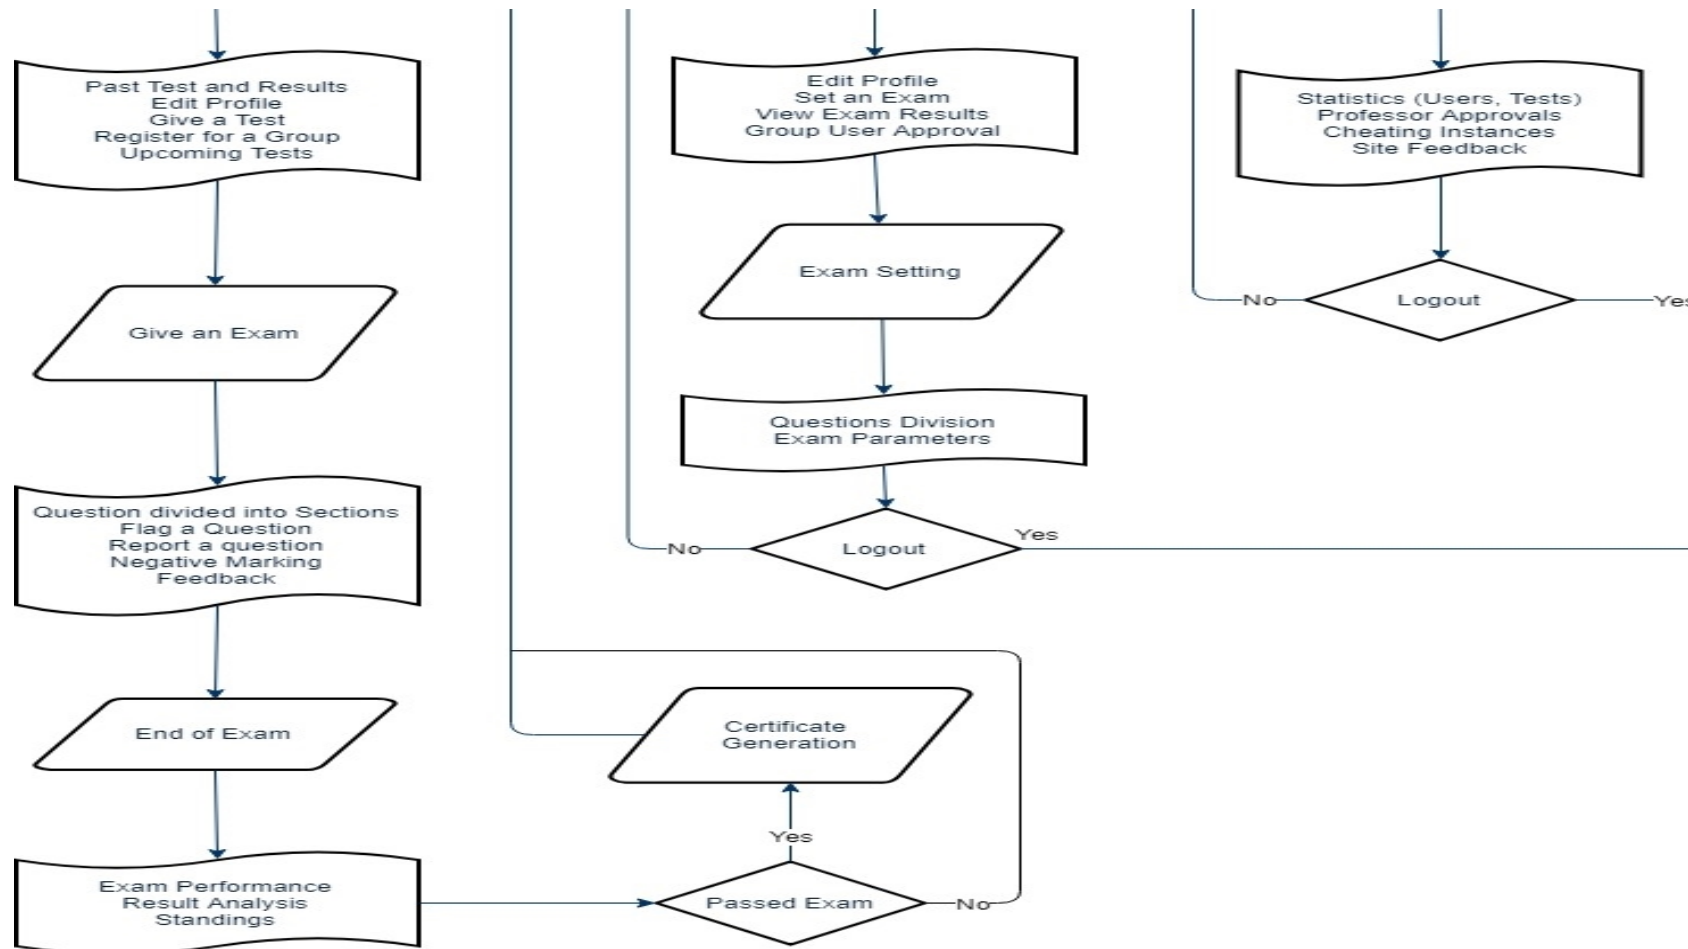 Past Test and Results
Edit Profile
Give a Test
Register for a Group
Upcoming Tests
Give an Exam
Question divided into Sections
Flag a Question
Report a question
Negative Marking
Feedback
End of Exam
Exam Performance
Result Analysis
Standings
Edit Profile
Set an Exam
View Exam Results
Group User Approval
Exam Setting
Questions Division
Exam Parameters
No
Logout
Yes
Certificate
Generation
Yes
Passed Exam
No
Statistics (Users, Tests)
Professor Approvals
Cheating Instances
Site Feedback
No
Logout
Yes